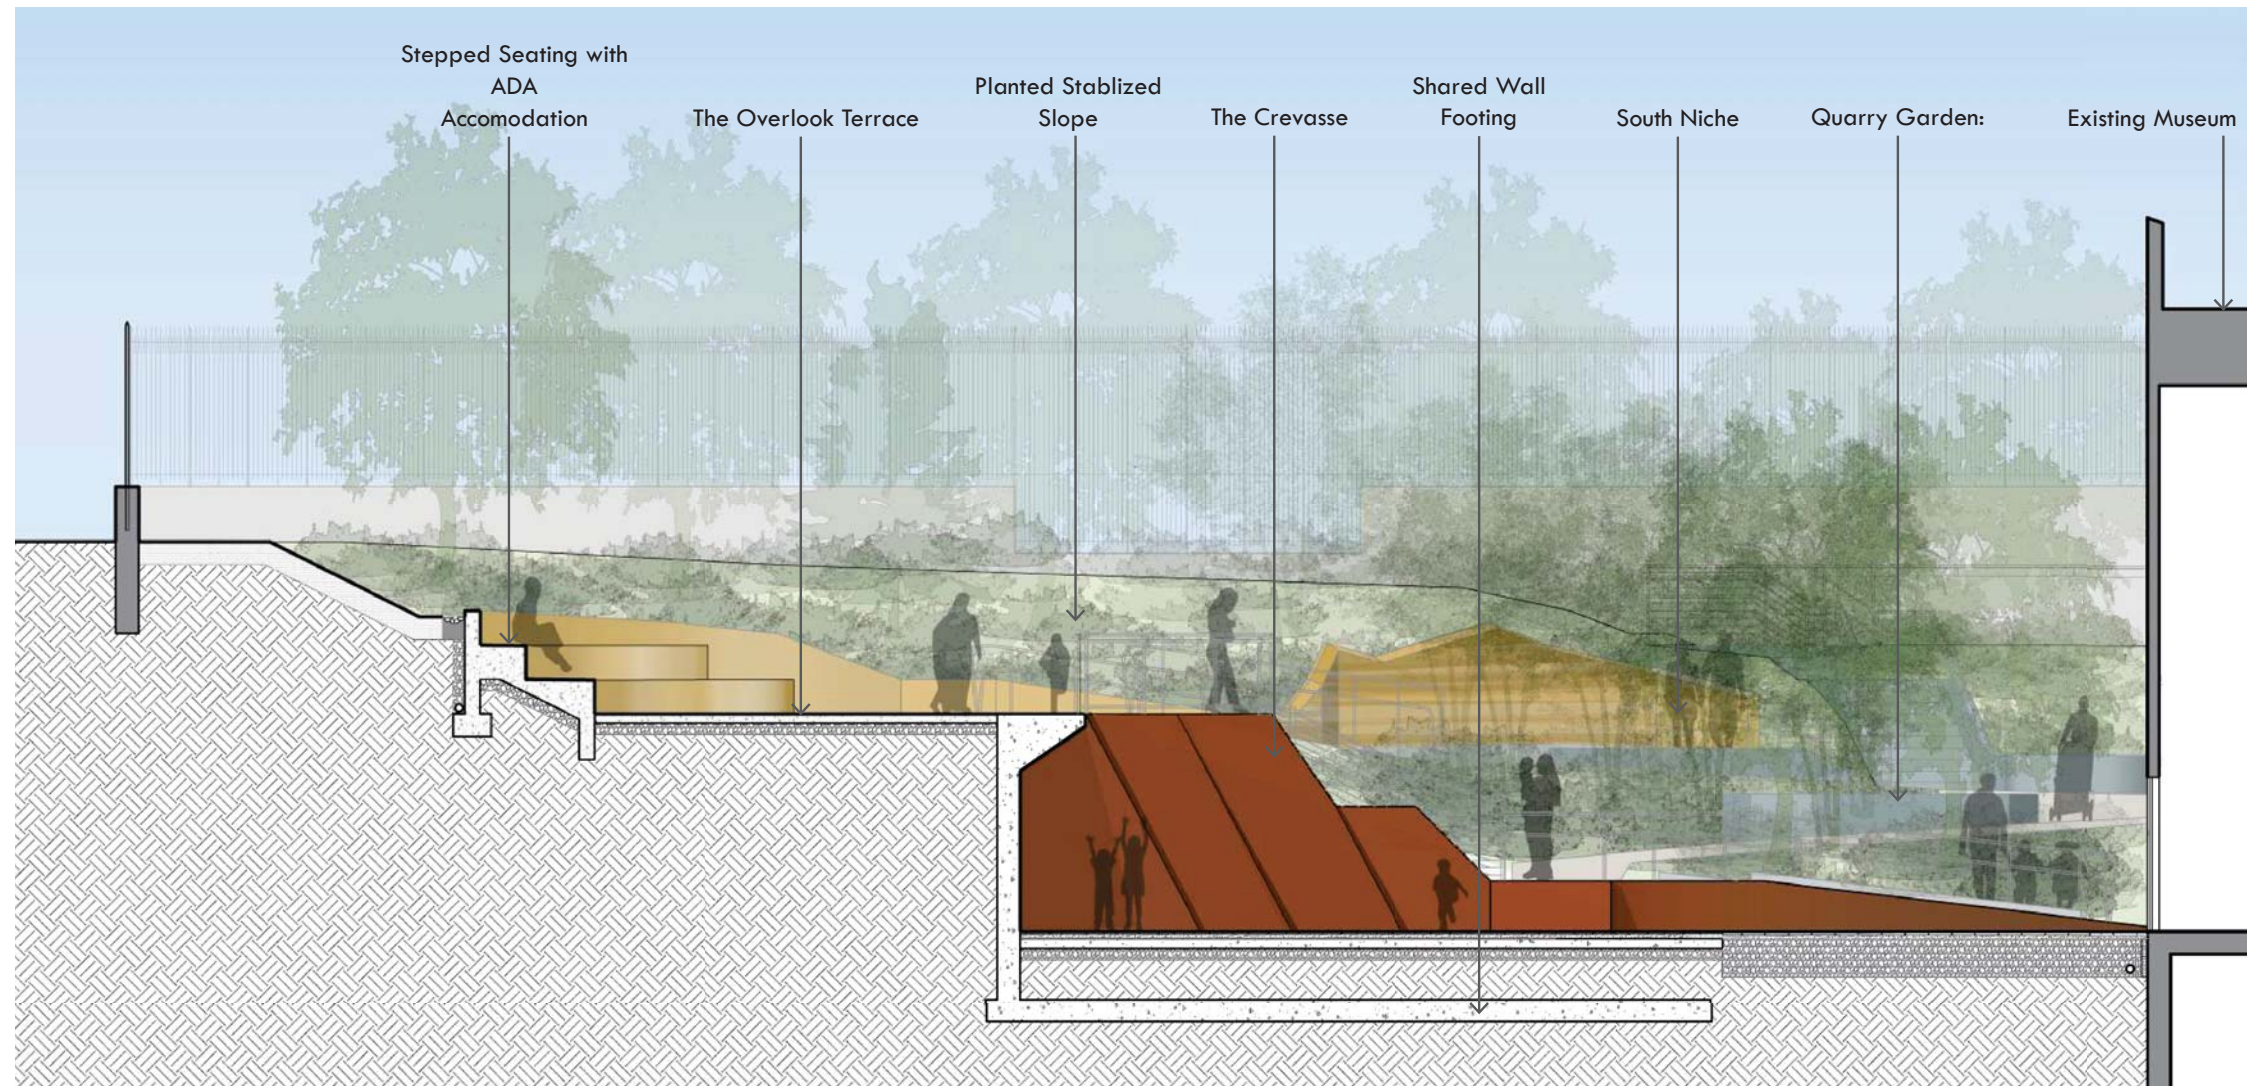 Stepped Seating with
ADA
Accomodation
The Overlook Terrace
Planted Stablized
Slope
The Crevasse
Shared Wall
Footing
South Niche
Quarry Garden:
Existing Museum